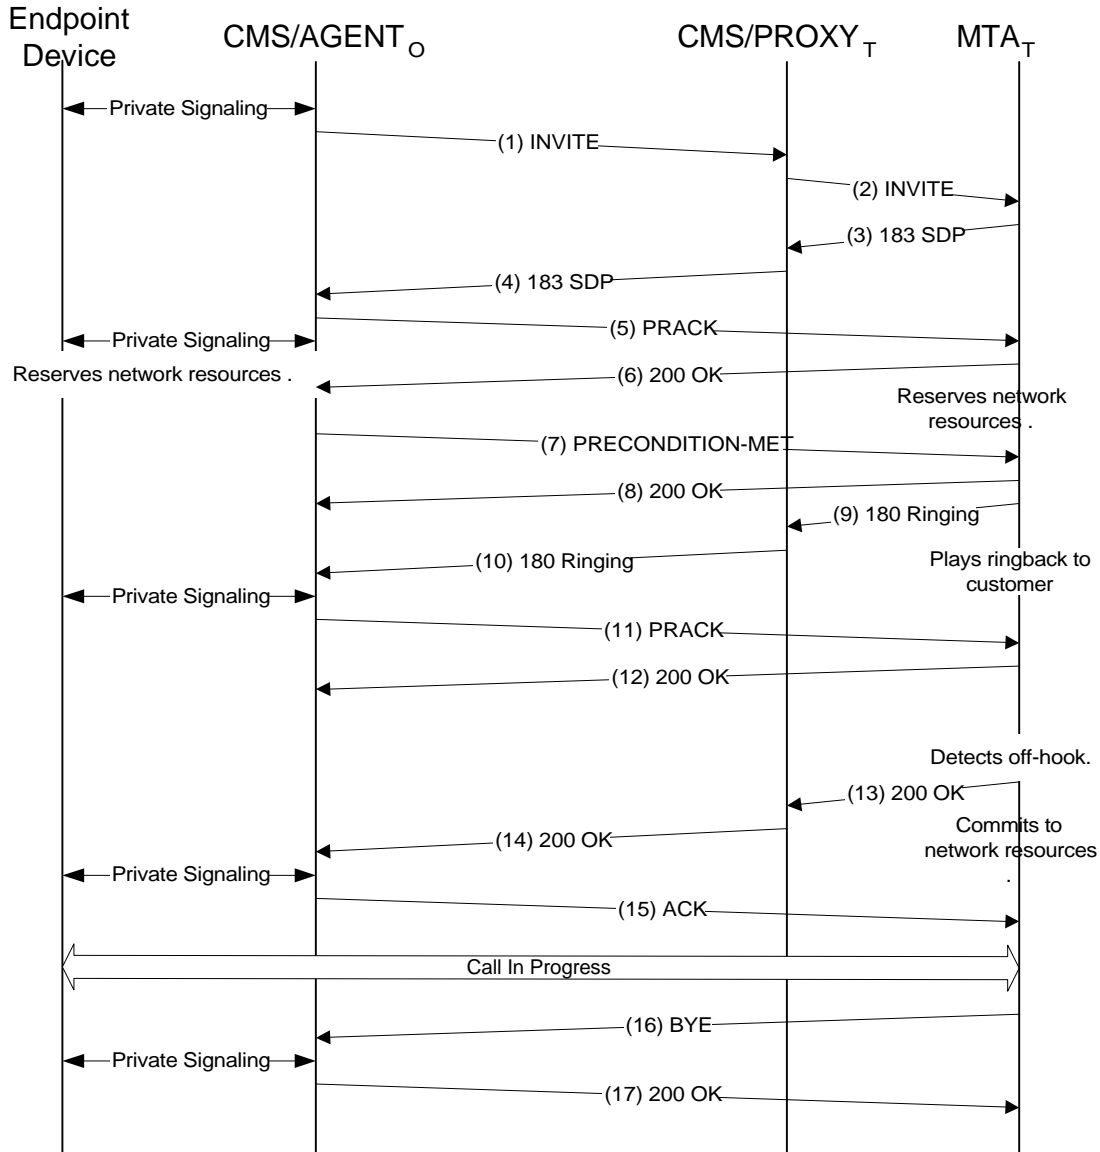 Endpoint
Device
CMS/AGENT O
CMS/PROXY T
MTA T
Private Signaling
(1) INVITE
(2) INVITE
(3) 183 SDP
(4) 183 SDP
(5) PRACK
Private Signaling
Reserves network resources .
(6) 200 OK
Reserves network
resources .
(7) PRECONDITION-MET
(8) 200 OK
(9) 180 Ringing
(10) 180 Ringing
Plays ringback to
customer
Private Signaling
(11) PRACK
(12) 200 OK
Detects off-hook.
(13) 200 OK
Commits to
network resources
.
(14) 200 OK
Private Signaling
(15) ACK
Call In Progress
(16) BYE
Private Signaling
(17) 200 OK